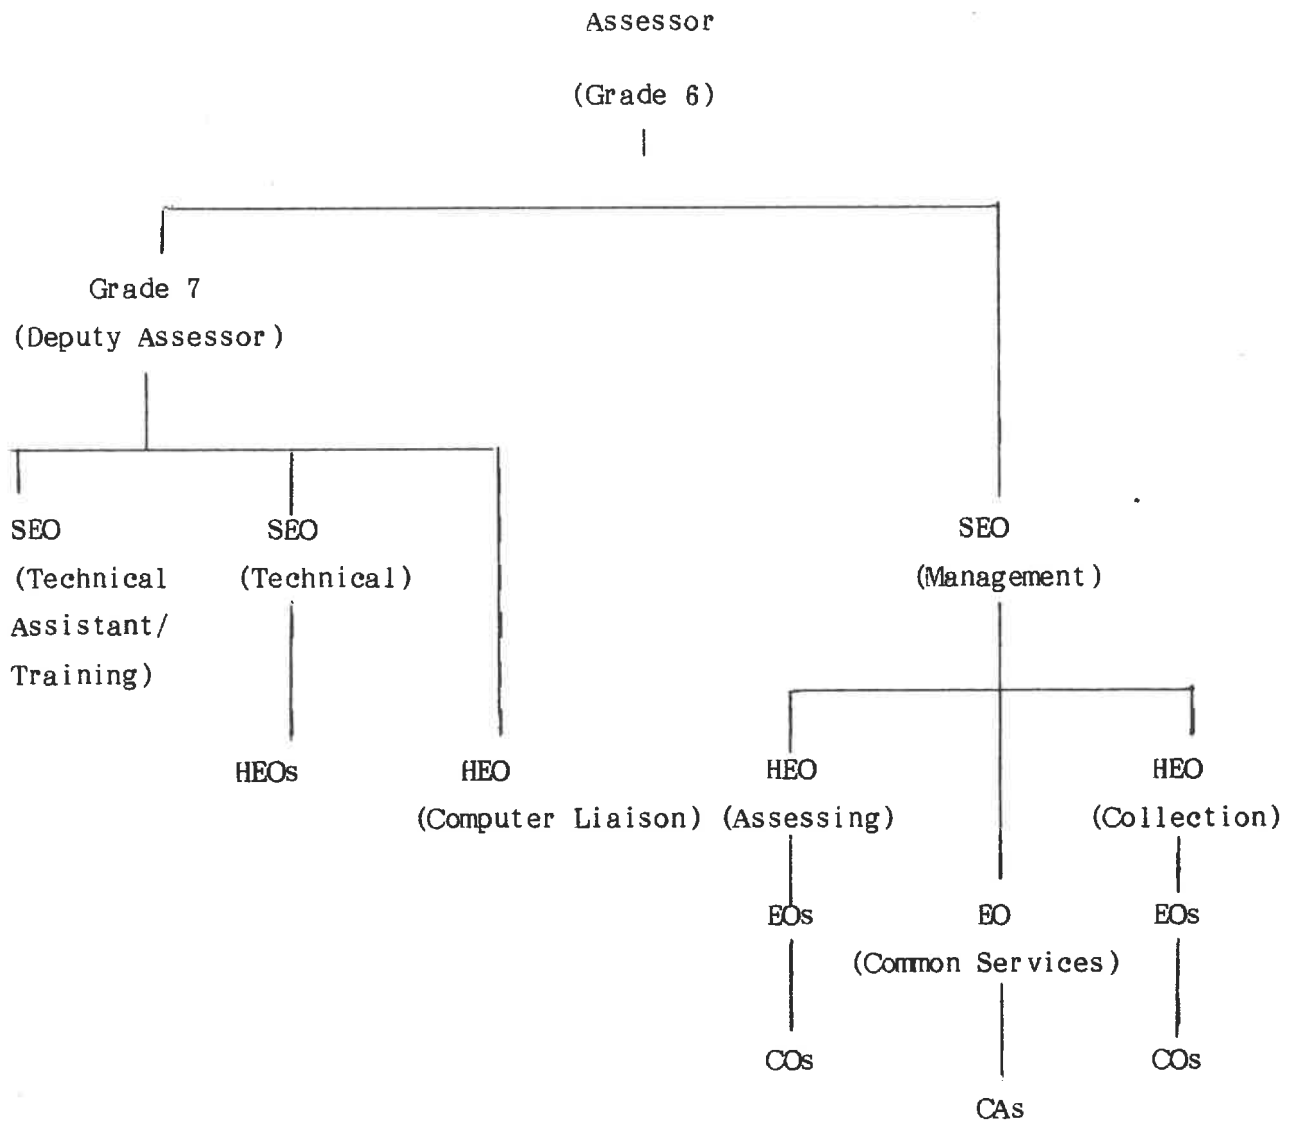 Assessor
(Grade 6)
Grade 7
(Deputy Assessor)
SEO
(Technical
Assistant/
Training)
SEO
(Technical)
HEOs
HEO
(Computer Liaison)
SEO
(Management)
HEO
(Assessing)
EOs
COs
EO
(Common Services)
CAs
HEO
(Collection)
EOs
COs